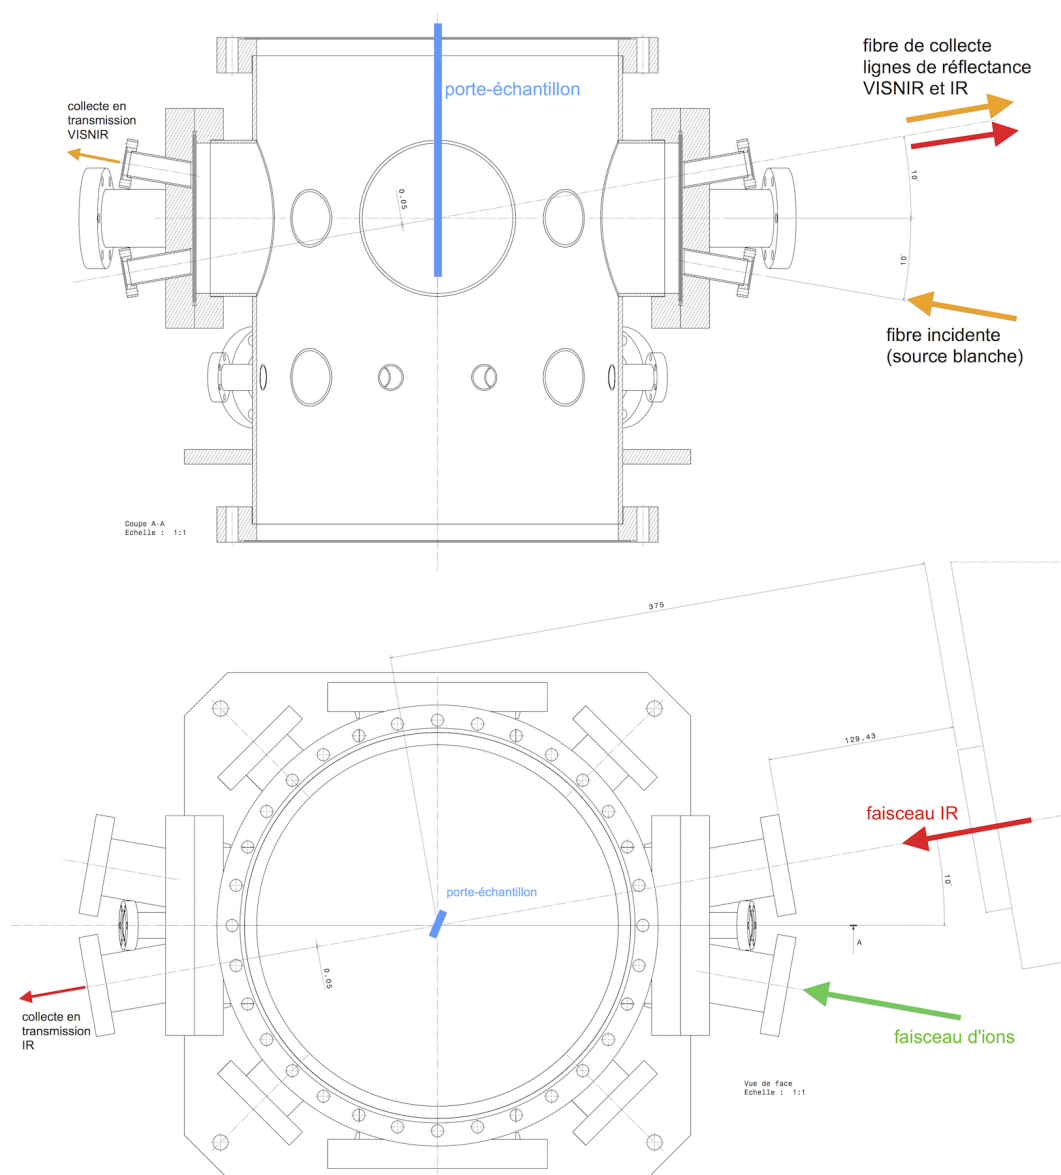 fibre de collecte
lignes de réflectance
VISNIR et IR
porte-échantillon
collecte en
transmission
VISNIR
10°
0.05
10°
fibre incidente
(source blanche)
Coupe A-A
Echelle : 1:1
375
129.43
faisceau IR
10°
porte-échantillon
A
0.05
collecte en
transmission
IR
faisceau d'ions
Vue de face
Echelle : 1:1